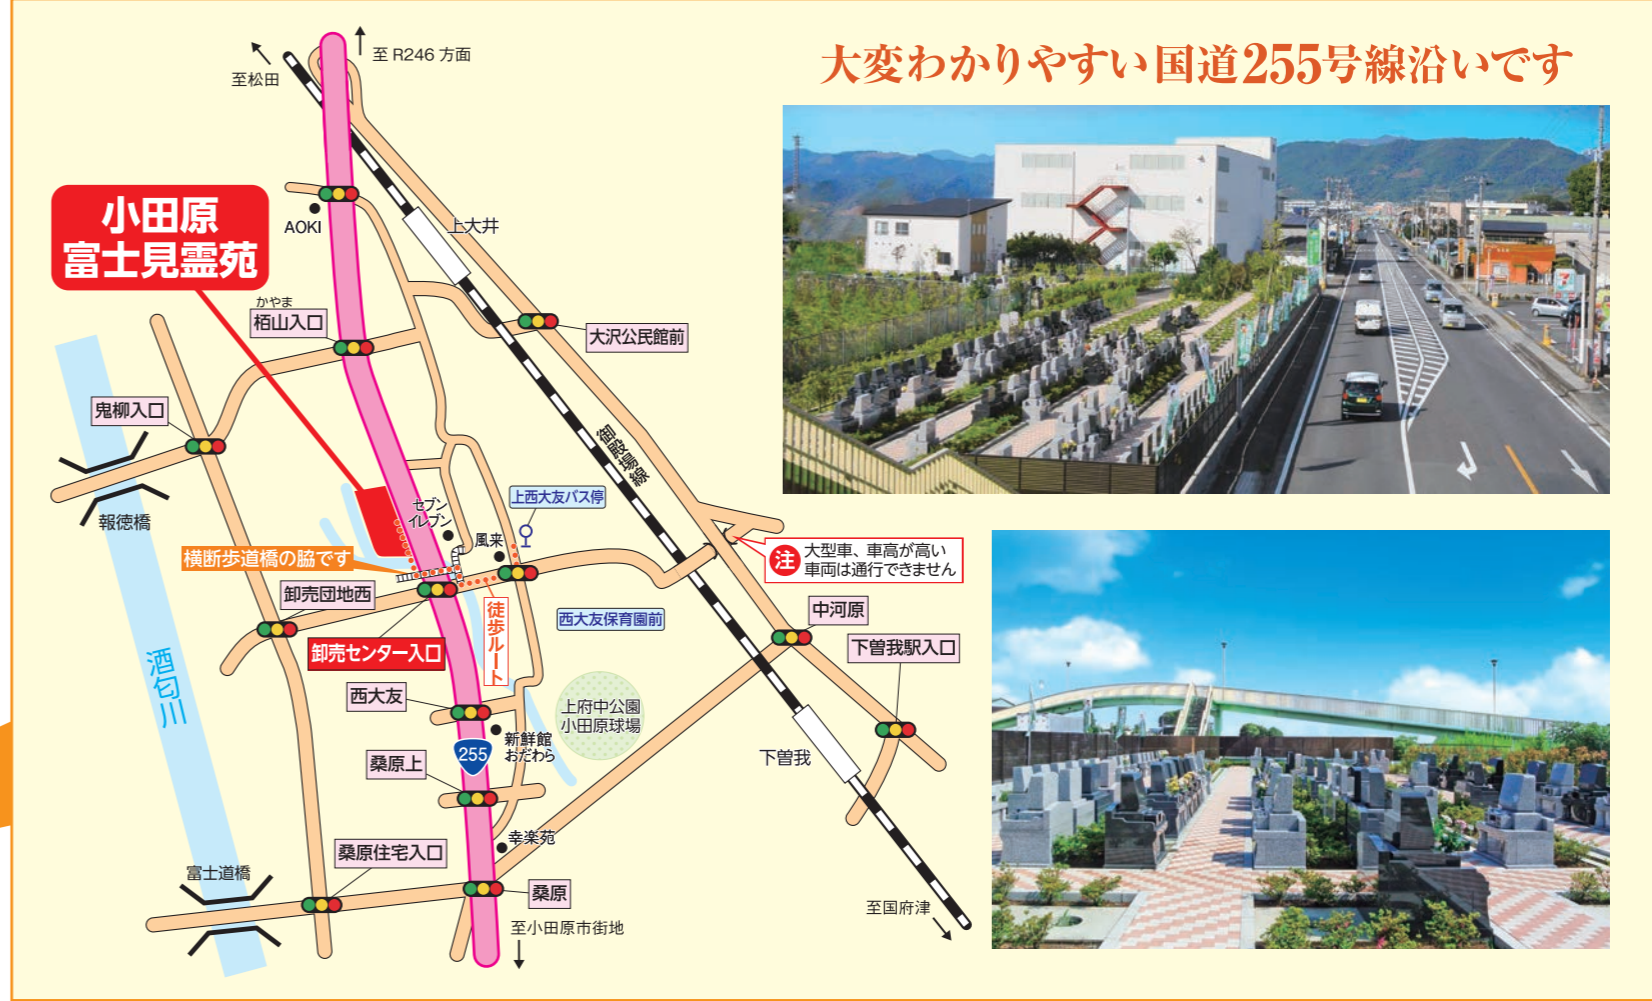 大変わかりやすい国道255号線沿いです
至 R246 方面
至松田
小田原
富士見霊苑
AOKI
上大井
かやま
栢山入口
大沢公民館前
鬼柳入口
報徳橋
御殿場線
セブン
イレブン
上西大友バス停
風来
横断歩道橋の脇です
注
大型車、車高が高い
車両は通行できません
卸売団地西
西大友保育園前
中河原
徒歩ルート
卸売センター入口
下曽我駅入口
酒匂川
西大友
上府中公園
小田原球場
255
新鮮館
おだわら
桑原上
下曽我
幸楽苑
桑原住宅入口
富士道橋
桑原
至国府津
至小田原市街地